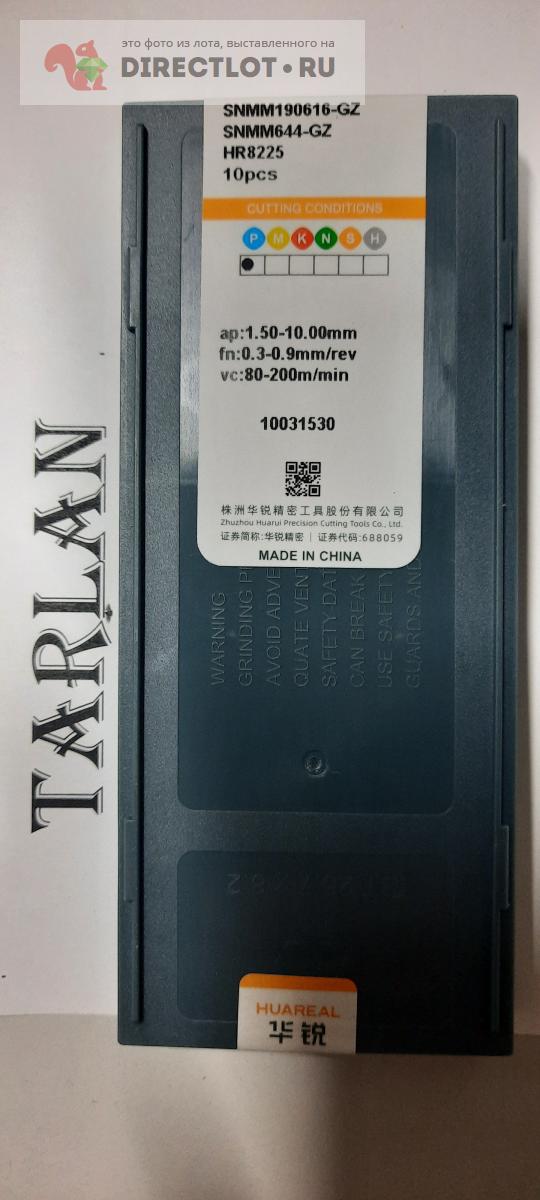 это фото из лота, выставленного на
DIRECTLOT • RU
SNMM190616-GZ
SNMM644-GZ
HR8225
10pcs
CUTTING CONDITIONS
P M K N S H
ap:1.50-10.00mm
fn:0.3-0.9mm/rev
vc:80-200m/min
10031530
株洲华锐精密工具股份有限公司
Zhuzhou Huarui Precision Cutting Tools Co., Ltd.
证券简称:华锐精密 | 证券代码:688059
MADE IN CHINA
WARNING
GRINDING
AVOID ADVE
QUATE VENT
SAFETY DAT
CAN BREAK
USE SAFETY
GUARDS AN
HUAREAL
华锐
TARLAN